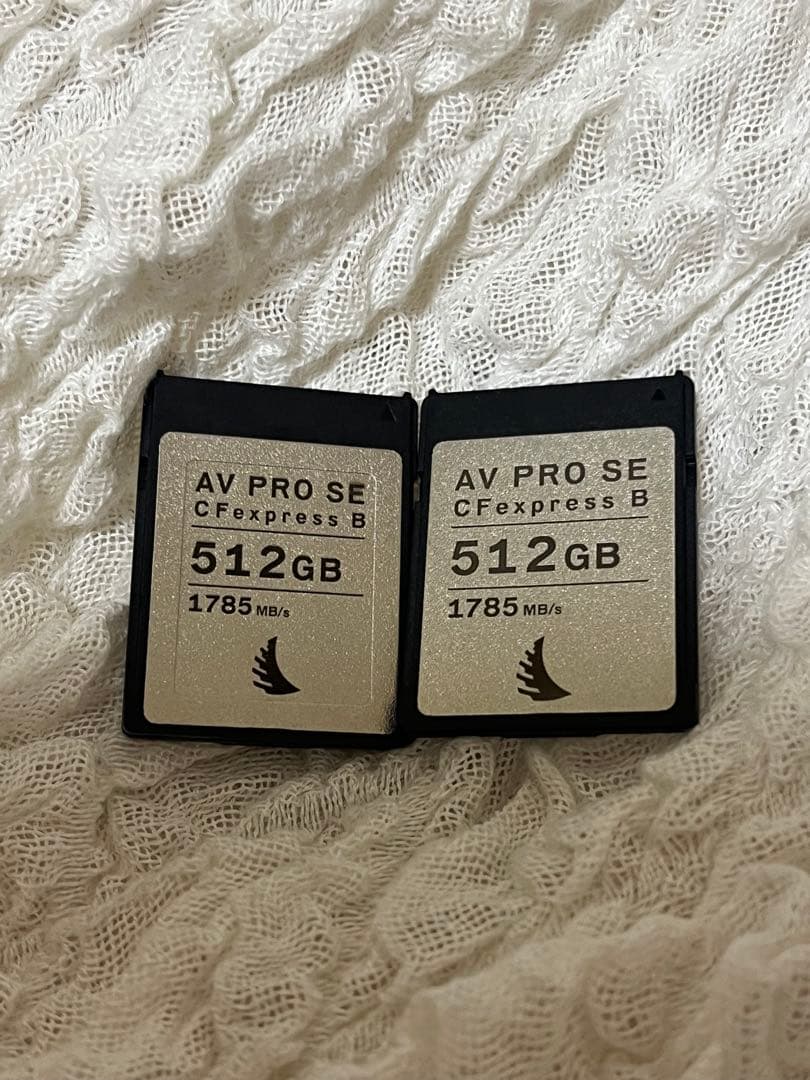 AV PRO SE
CFexpress B
512GB
1785 MB/s
AV PRO SE
CFexpress B
512GB
1785 MB/s